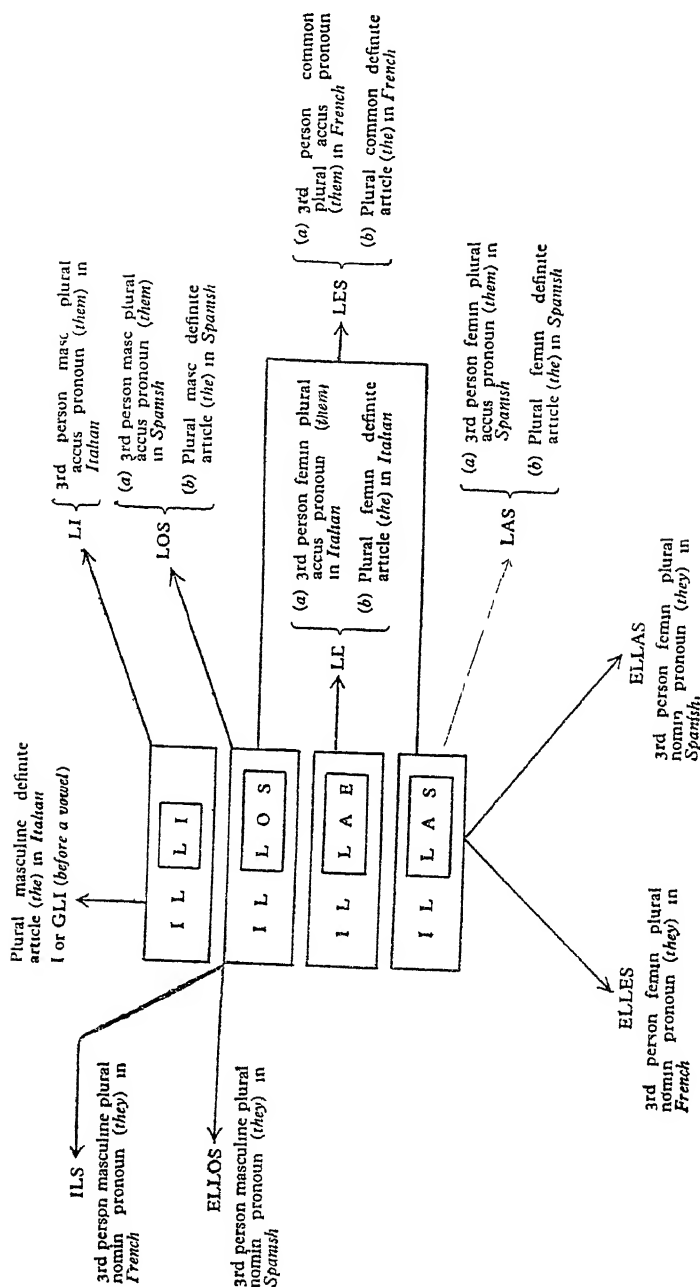 Plural masculine definite
article (the) in Italian
I or GLI (before a vowel)
ILS
3rd person masculine plural
nomin pronoun (they) in
French
ELLOS
3rd person masculine plural
nomin pronoun (they) in
Spanish
I L L I
I L L O S
I L L A E
I L L A S
LI
3rd person masc plural
accus pronoun (them) in
Italian
LOS
(a) 3rd person masc plural
accus pronoun (them)
in Spanish
(b) Plural masc definite
article (the) in Spanish
LE
(a) 3rd person femin plural
accus pronoun (them)
in Italian
(b) Plural femin definite
article (the) in Italian
LES
(a) 3rd person common
plural accus pronoun
(them) in French
(b) Plural common definite
article (the) in French
LAS
(a) 3rd person femin plural
accus pronoun (them) in
Spanish
(b) Plural femin definite
article (the) in Spanish
ELLES
3rd person femin plural
nomin pronoun (they) in
French
ELLAS
3rd person femin plural
nomin pronoun (they) in
Spanish,